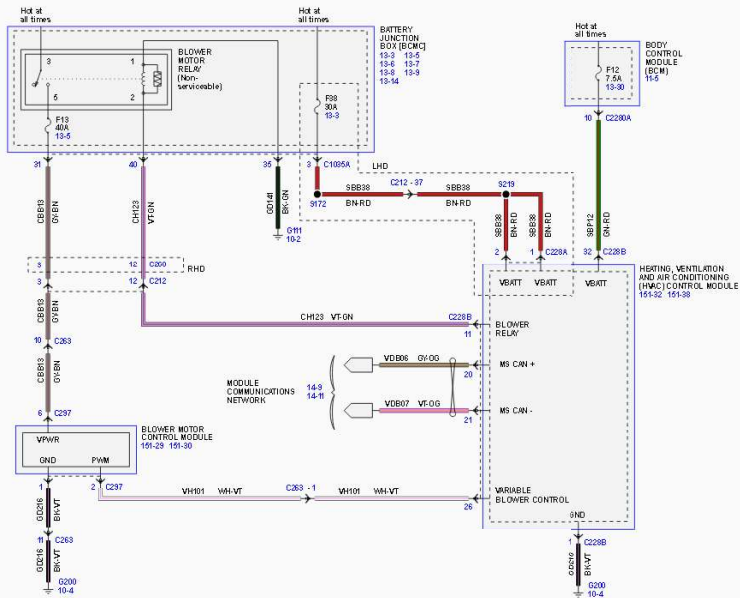 Hot at
all times
Hot at
all times
Hot at
all times
BATTERY
JUNCTION
BOX [BCMC]
13-3 13-5
13-6 13-7
13-8 13-9
13-14
BLOWER
MOTOR
RELAY
(Non-
serviceable)
3
1
5
2
F13
40A
13-5
F38
30A
13-3
F12
7.5A
13-30
BODY
CONTROL
MODULE
(BCM)
11-5
10 C2280A
31
40
35
3 C1035A
LHD
CBB13
GY-BN
CH123
VT-GN
GD141
BK-GN
G111
10-2
S172
SBB38
BN-RD
C212 - 37
SBB38
BN-RD
S219
SBB38
BN-RD
SBB38
BN-RD
SBP12
GN-RD
2
1 C228A
32 C228B
3
12 C200
RHD
3
12 C212
HEATING, VENTILATION
AND AIR CONDITIONING
(HVAC) CONTROL MODULE
151-32 151-38
VBATT
VBATT
VBATT
CBB13
GY-BN
CH123 VT-GN
C228B
11
BLOWER
RELAY
10 C263
CBB13
GY-BN
MODULE
COMMUNICATIONS
NETWORK
14-9
14-11
VDB06 GY-OG
20
MS CAN +
VDB07 VT-OG
21
MS CAN -
6 C297
BLOWER MOTOR
CONTROL MODULE
151-29 151-30
VPWR
GND
PWM
1
2 C297
VH101 WH-VT
C263 - 1
VH101 WH-VT
26
VARIABLE
BLOWER CONTROL
GND
GD216
BK-VT
11 C263
GD216
BK-VT
G200
10-4
1 C228B
GD216
BK-VT
G200
10-4